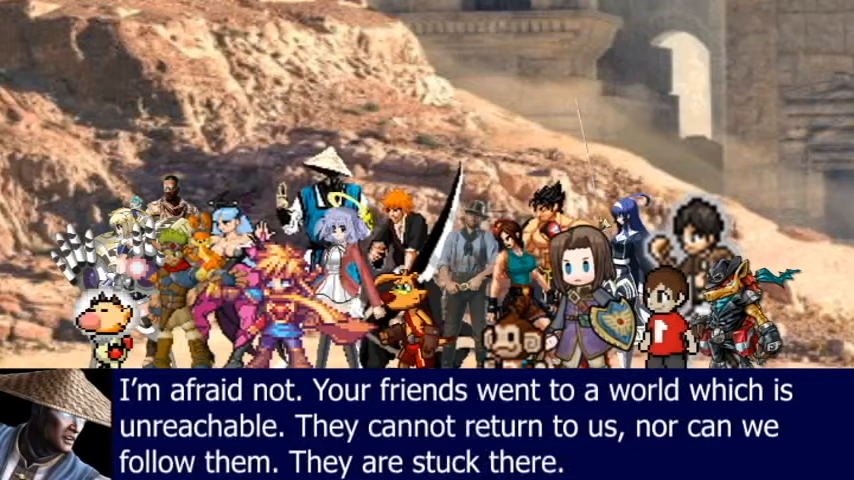 I'm afraid not. Your friends went to a world which is
unreachable. They cannot return to us, nor can we
follow them. They are stuck there.